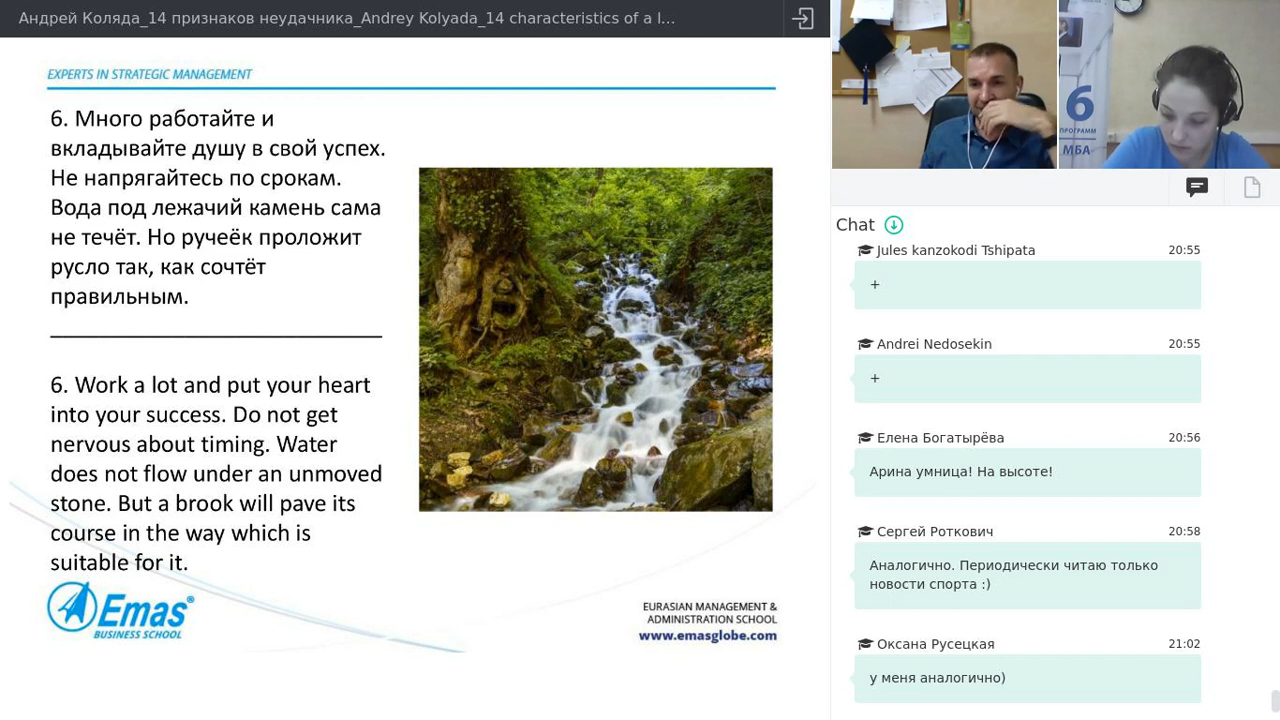 Андрей Коляда_14 признаков неудачника_Andrey Kolyada_14 characteristics of a l...
EXPERTS IN STRATEGIC MANAGEMENT
6. Много работайте и
вкладывайте душу в свой успех.
Не напрягайтесь по срокам.
Вода под лежачий камень сама
не течёт. Но ручеёк проложит
русло так, как сочтёт
правильным.
6. Work a lot and put your heart
into your success. Do not get
nervous about timing. Water
does not flow under an unmoved
stone. But a brook will pave its
course in the way which is
suitable for it.
Emas®
BUSINESS SCHOOL
EURASIAN MANAGEMENT &
ADMINISTRATION SCHOOL
www.emasglobe.com
6
ПРОГРАММ
МБА
Chat
Jules kanzokodi Tshipata 20:55
+
Andrei Nedosekin 20:55
+
Елена Богатырёва 20:56
Арина умница! На высоте!
Сергей Роткович 20:58
Аналогично. Периодически читаю только
новости спорта :)
Оксана Русецкая 21:02
у меня аналогично)